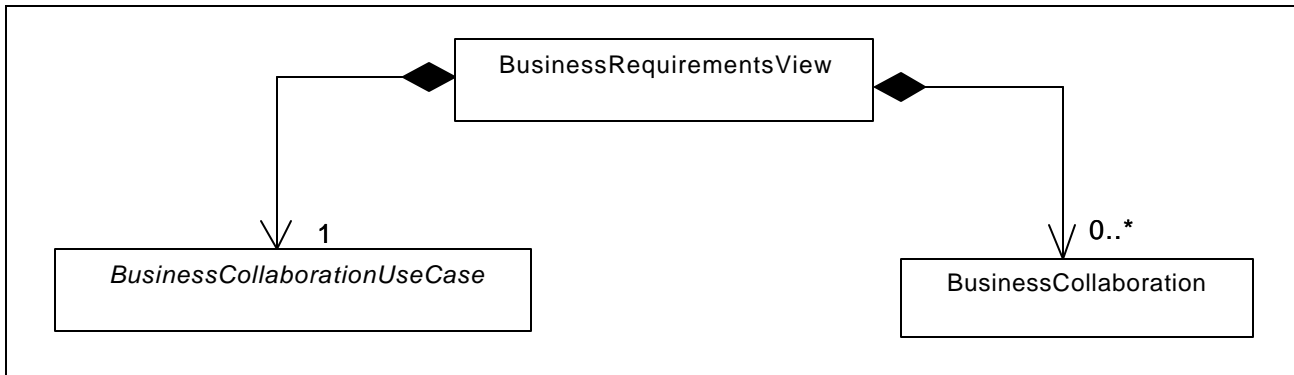 BusinessRequirementsView
1
0..*
BusinessCollaborationUseCase
BusinessCollaboration